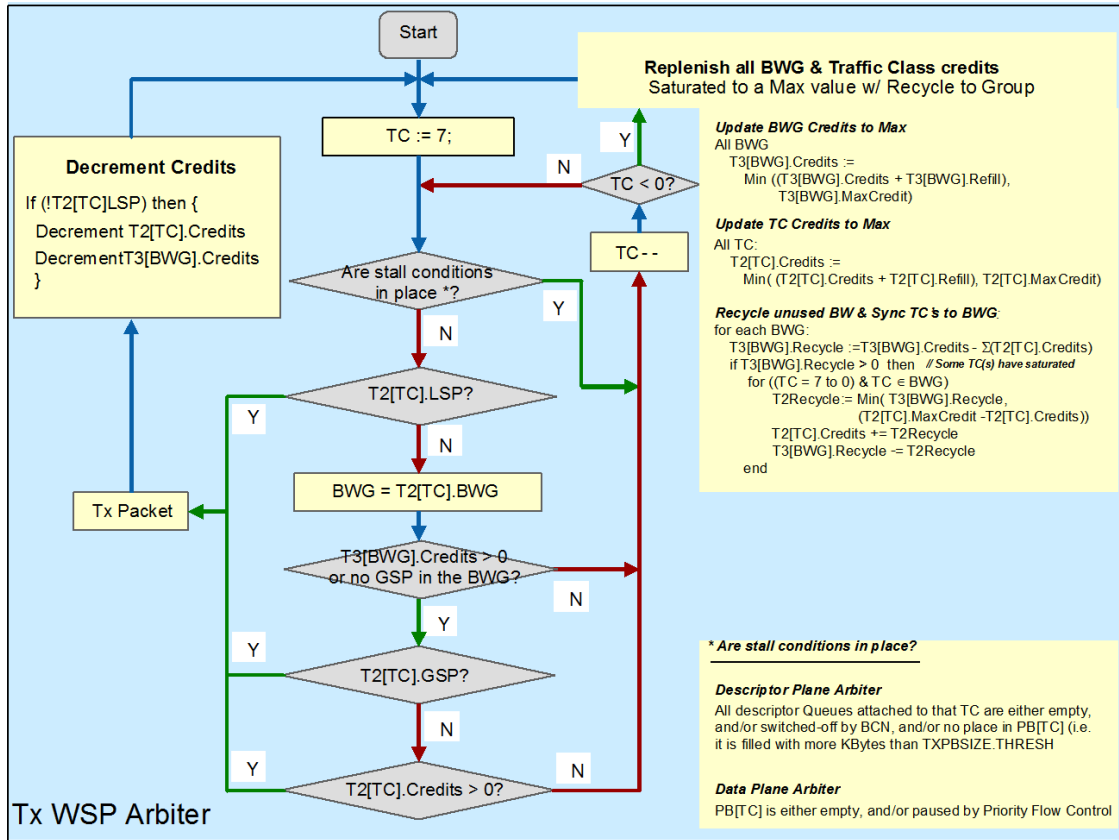 Start
Replenish all BWG & Traffic Class credits
Saturated to a Max value w/ Recycle to Group
TC := 7;
Y
N
TC < 0?
Update BWG Credits to Max
All BWG
T3[BWG].Credits :=
Min ((T3[BWG].Credits + T3[BWG].Refill),
T3[BWG].MaxCredit)
Update TC Credits to Max
All TC:
T2[TC].Credits :=
Min( (T2[TC].Credits + T2[TC].Refill), T2[TC].MaxCredit)
Recycle unused BW & Sync TC's to BWG:
for each BWG:
T3[BWG].Recycle :=T3[BWG].Credits - Σ(T2[TC].Credits)
if T3[BWG].Recycle > 0 then // Some TC(s) have saturated
for ((TC = 7 to 0) & TC ∈ BWG)
T2Recycle:= Min( T3[BWG].Recycle,
(T2[TC].MaxCredit -T2[TC].Credits))
T2[TC].Credits += T2Recycle
T3[BWG].Recycle -= T2Recycle
end
Decrement Credits
If (!T2[TC]LSP) then {
Decrement T2[TC].Credits
DecrementT3[BWG].Credits
}
TC - -
Are stall conditions
in place *?
Y
N
T2[TC].LSP?
Y
N
BWG = T2[TC].BWG
Tx Packet
T3[BWG].Credits > 0
or no GSP in the BWG?
N
Y
T2[TC].GSP?
Y
N
T2[TC].Credits > 0?
Y
N
* Are stall conditions in place?
Descriptor Plane Arbiter
All descriptor Queues attached to that TC are either empty,
and/or switched-off by BCN, and/or no place in PB[TC] (i.e.
it is filled with more KBytes than TXPBSIZE.THRESH
Data Plane Arbiter
PB[TC] is either empty, and/or paused by Priority Flow Control
Tx WSP Arbiter